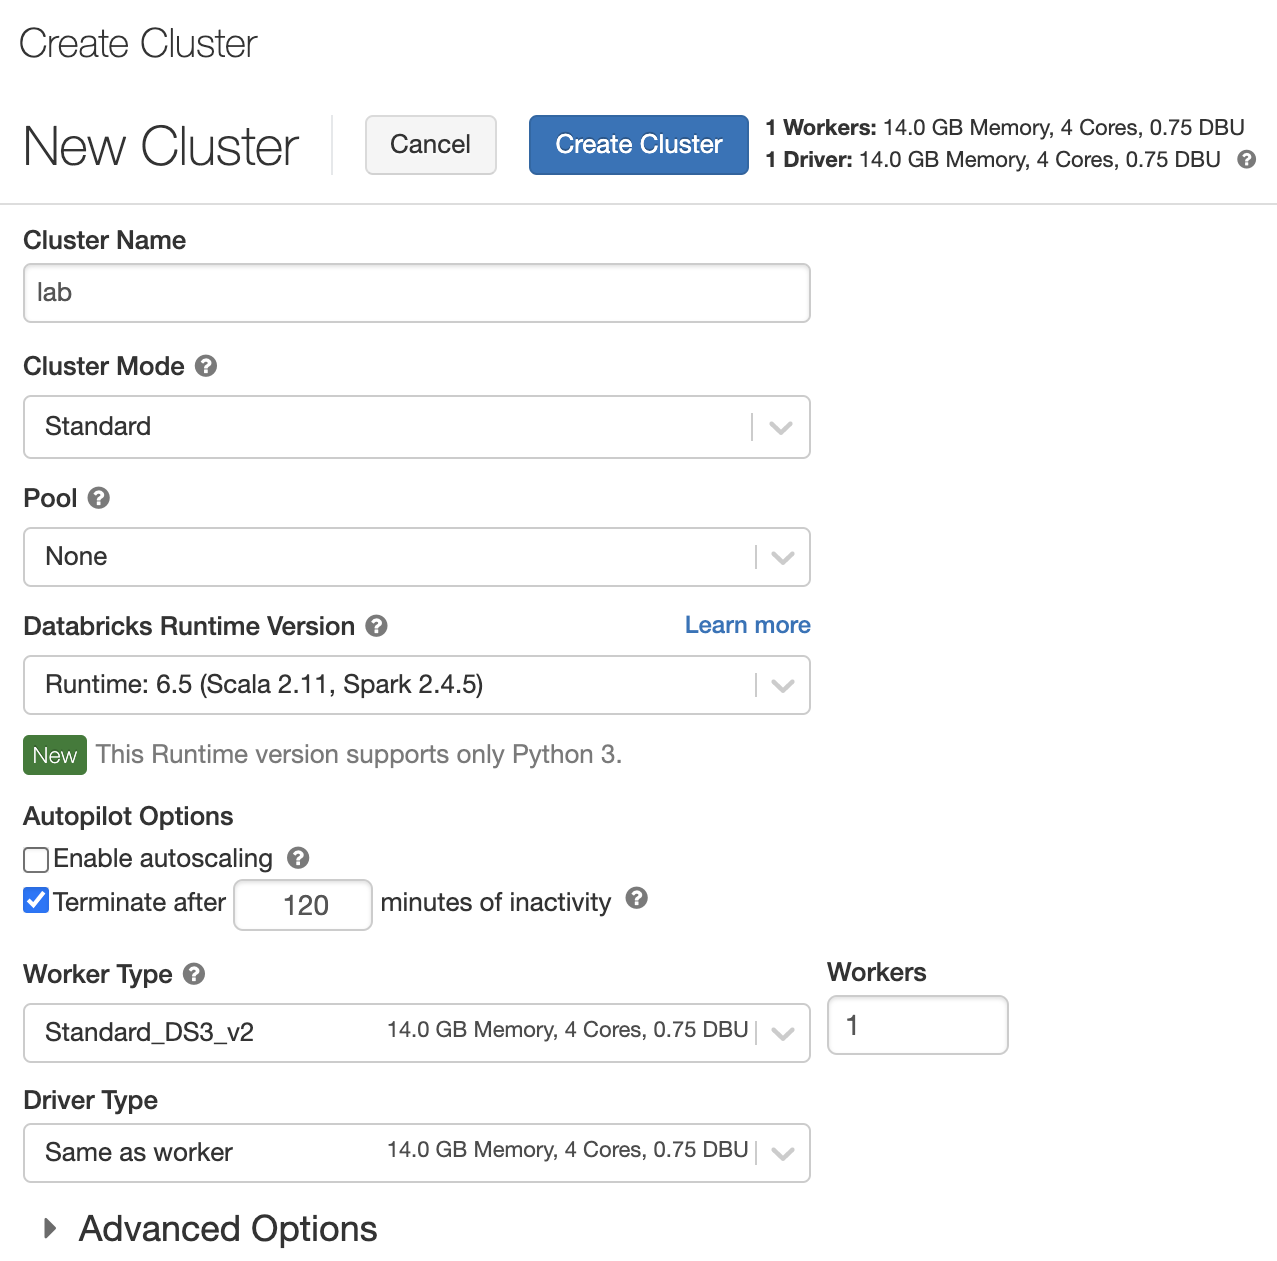 Create Cluster
New Cluster
Cancel
Create Cluster
1 Workers: 14.0 GB Memory, 4 Cores, 0.75 DBU
1 Driver: 14.0 GB Memory, 4 Cores, 0.75 DBU ?
Cluster Name
lab
Cluster Mode ?
Standard
Pool ?
None
Databricks Runtime Version ?
Learn more
Runtime: 6.5 (Scala 2.11, Spark 2.4.5)
New This Runtime version supports only Python 3.
Autopilot Options
Enable autoscaling ?
Terminate after 120 minutes of inactivity ?
Worker Type ?
Workers
Standard_DS3_v2 14.0 GB Memory, 4 Cores, 0.75 DBU
1
Driver Type
Same as worker 14.0 GB Memory, 4 Cores, 0.75 DBU
Advanced Options